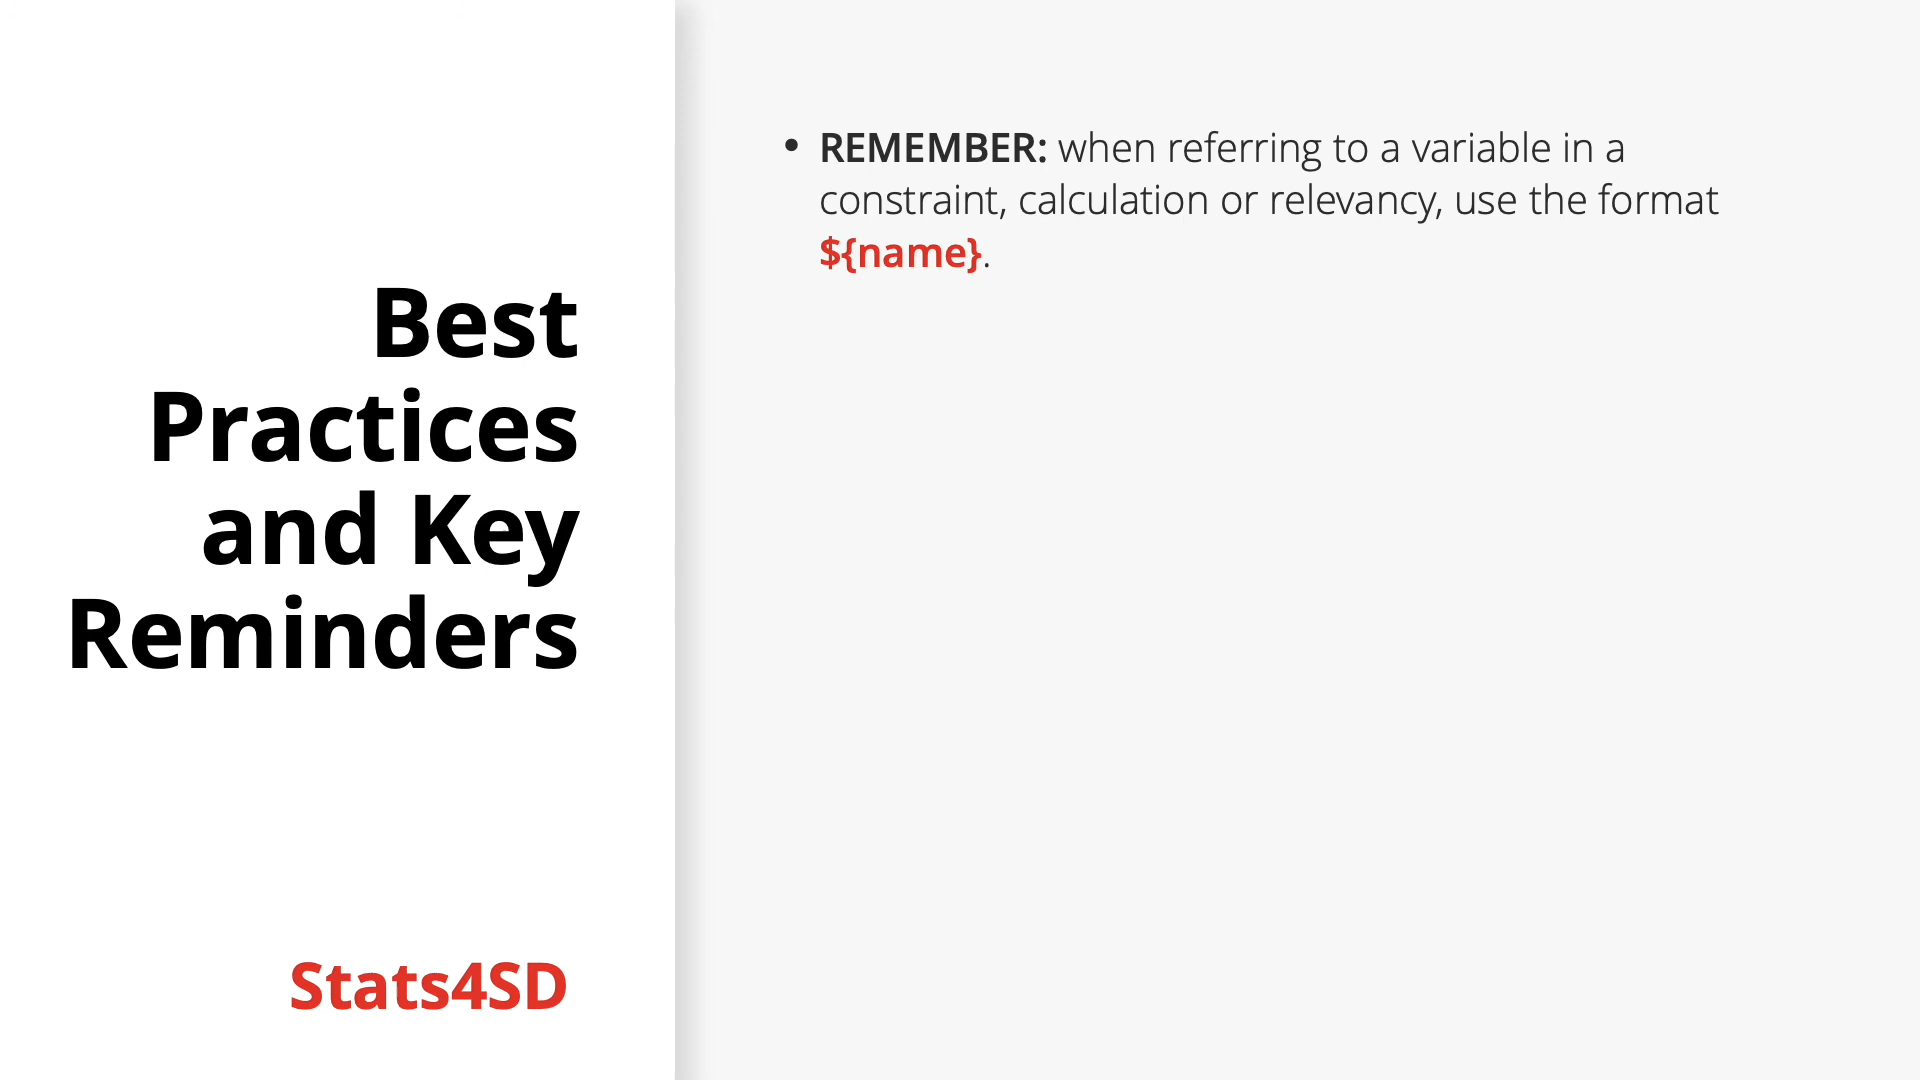 Best
Practices
and Key
Reminders
Stats4SD
• REMEMBER: when referring to a variable in a
constraint, calculation or relevancy, use the format
${name}.